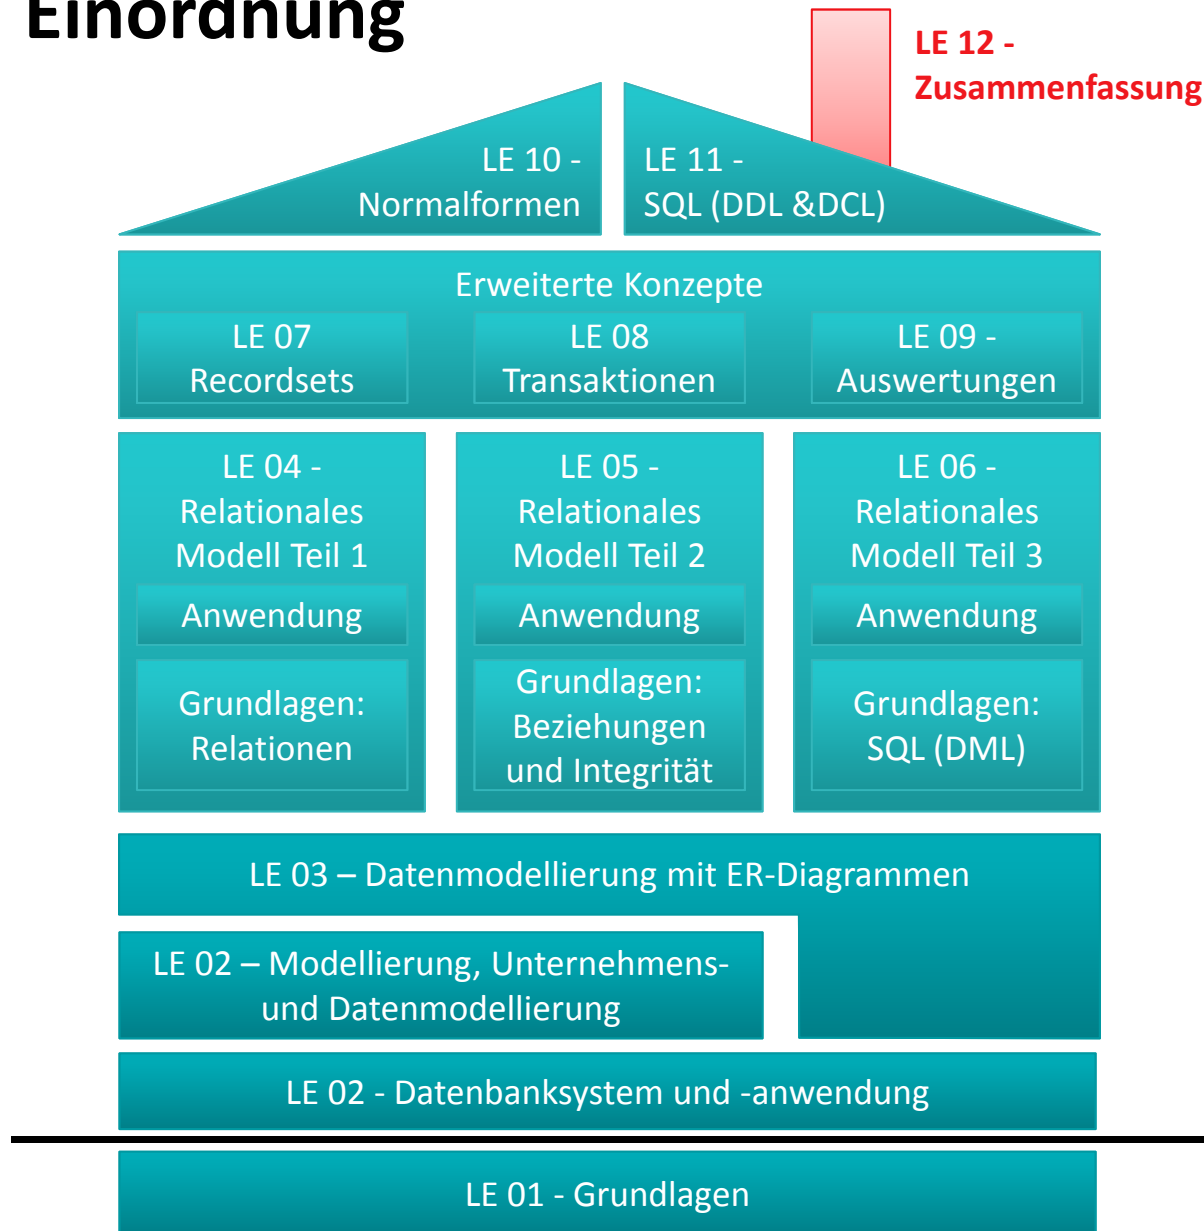 Einordnung
LE 12 -
Zusammenfassung
LE 10 -
Normalformen
LE 11 -
SQL (DDL &DCL)
Erweiterte Konzepte
LE 07
Recordsets
LE 08
Transaktionen
LE 09 -
Auswertungen
LE 04 -
Relationales
Modell Teil 1
Anwendung
Grundlagen:
Relationen
LE 05 -
Relationales
Modell Teil 2
Anwendung
Grundlagen:
Beziehungen
und Integrität
LE 06 -
Relationales
Modell Teil 3
Anwendung
Grundlagen:
SQL (DML)
LE 03 – Datenmodellierung mit ER-Diagrammen
LE 02 – Modellierung, Unternehmens-
und Datenmodellierung
LE 02 - Datenbanksystem und -anwendung
LE 01 - Grundlagen